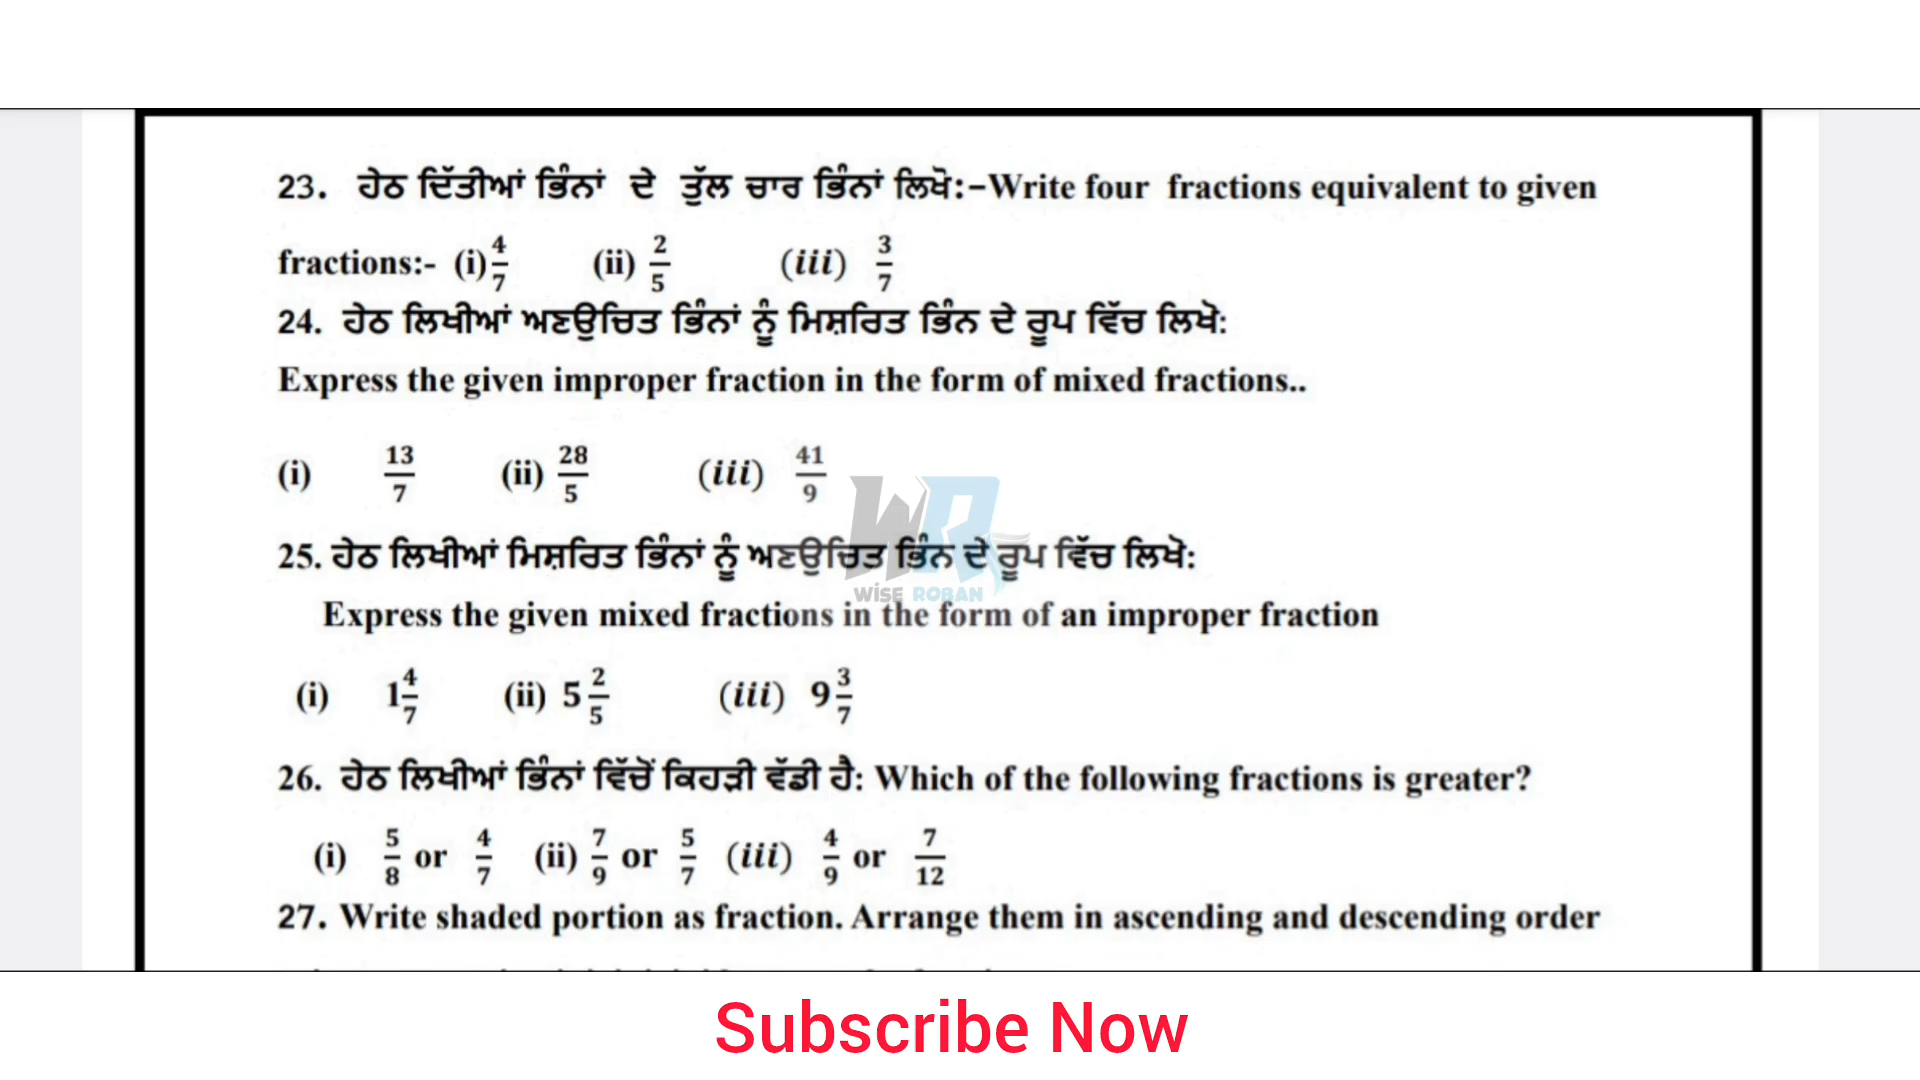 23. ਹੇਠ ਦਿੱਤੀਆਂ ਭਿੰਨਾਂ ਦੇ ਤੁੱਲ ਚਾਰ ਭਿੰਨਾਂ ਲਿਖੋ:-Write four fractions equivalent to given
fractions:- (i) 4/7 (ii) 2/5 (iii) 3/7
24. ਹੇਠ ਲਿਖੀਆਂ ਅਣਉਚਿਤ ਭਿੰਨਾਂ ਨੂੰ ਮਿਸ਼ਰਿਤ ਭਿੰਨ ਦੇ ਰੂਪ ਵਿੱਚ ਲਿਖੋ:
Express the given improper fraction in the form of mixed fractions..
(i) 13/7 (ii) 28/5 (iii) 41/9
25. ਹੇਠ ਲਿਖੀਆਂ ਮਿਸ਼ਰਿਤ ਭਿੰਨਾਂ ਨੂੰ ਅਣਉਚਿਤ ਭਿੰਨ ਦੇ ਰੂਪ ਵਿੱਚ ਲਿਖੋ:
WR
WISE ROBAN
Express the given mixed fractions in the form of an improper fraction
(i) 1 4/7 (ii) 5 2/5 (iii) 9 3/7
26. ਹੇਠ ਲਿਖੀਆਂ ਭਿੰਨਾਂ ਵਿੱਚੋਂ ਕਿਹੜੀ ਵੱਡੀ ਹੈ: Which of the following fractions is greater?
(i) 5/8 or 4/7 (ii) 7/9 or 5/7 (iii) 4/9 or 7/12
27. Write shaded portion as fraction. Arrange them in ascending and descending order
Subscribe Now